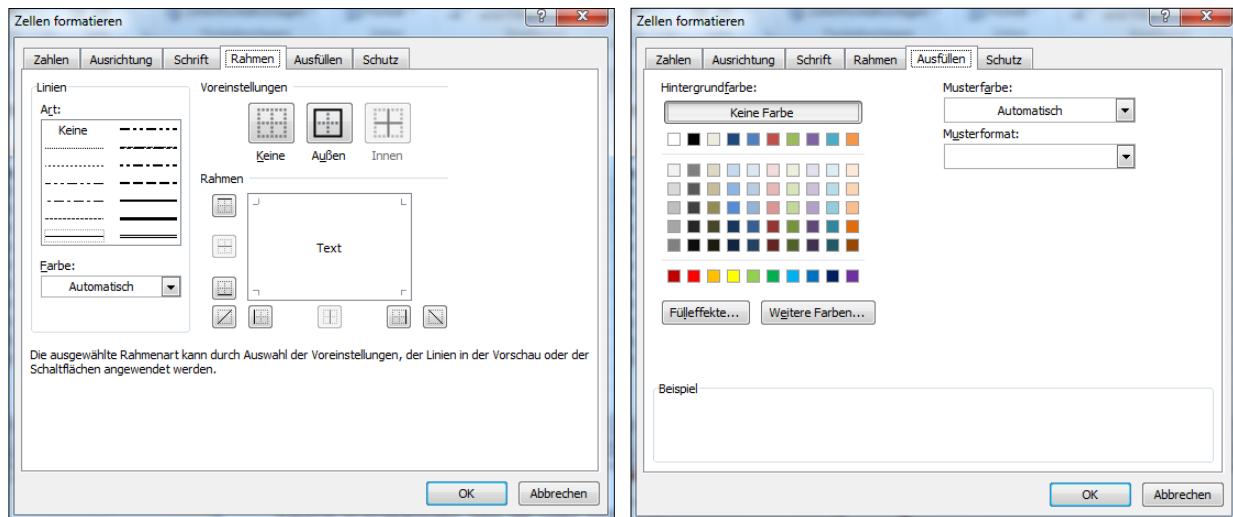 Zellen formatieren
Zahlen Ausrichtung Schrift Rahmen Ausfüllen Schutz
Linien
Art:
Keine
Farbe:
Automatisch
Voreinstellungen
Keine Außen Innen
Rahmen
Text
Die ausgewählte Rahmenart kann durch Auswahl der Voreinstellungen, der Linien in der Vorschau oder der
Schaltflächen angewendet werden.
OK Abbrechen
Zellen formatieren
Zahlen Ausrichtung Schrift Rahmen Ausfüllen Schutz
Hintergrundfarbe:
Keine Farbe
Fülleffekte... Weitere Farben...
Musterfarbe:
Automatisch
Musterformat:
Beispiel
OK Abbrechen